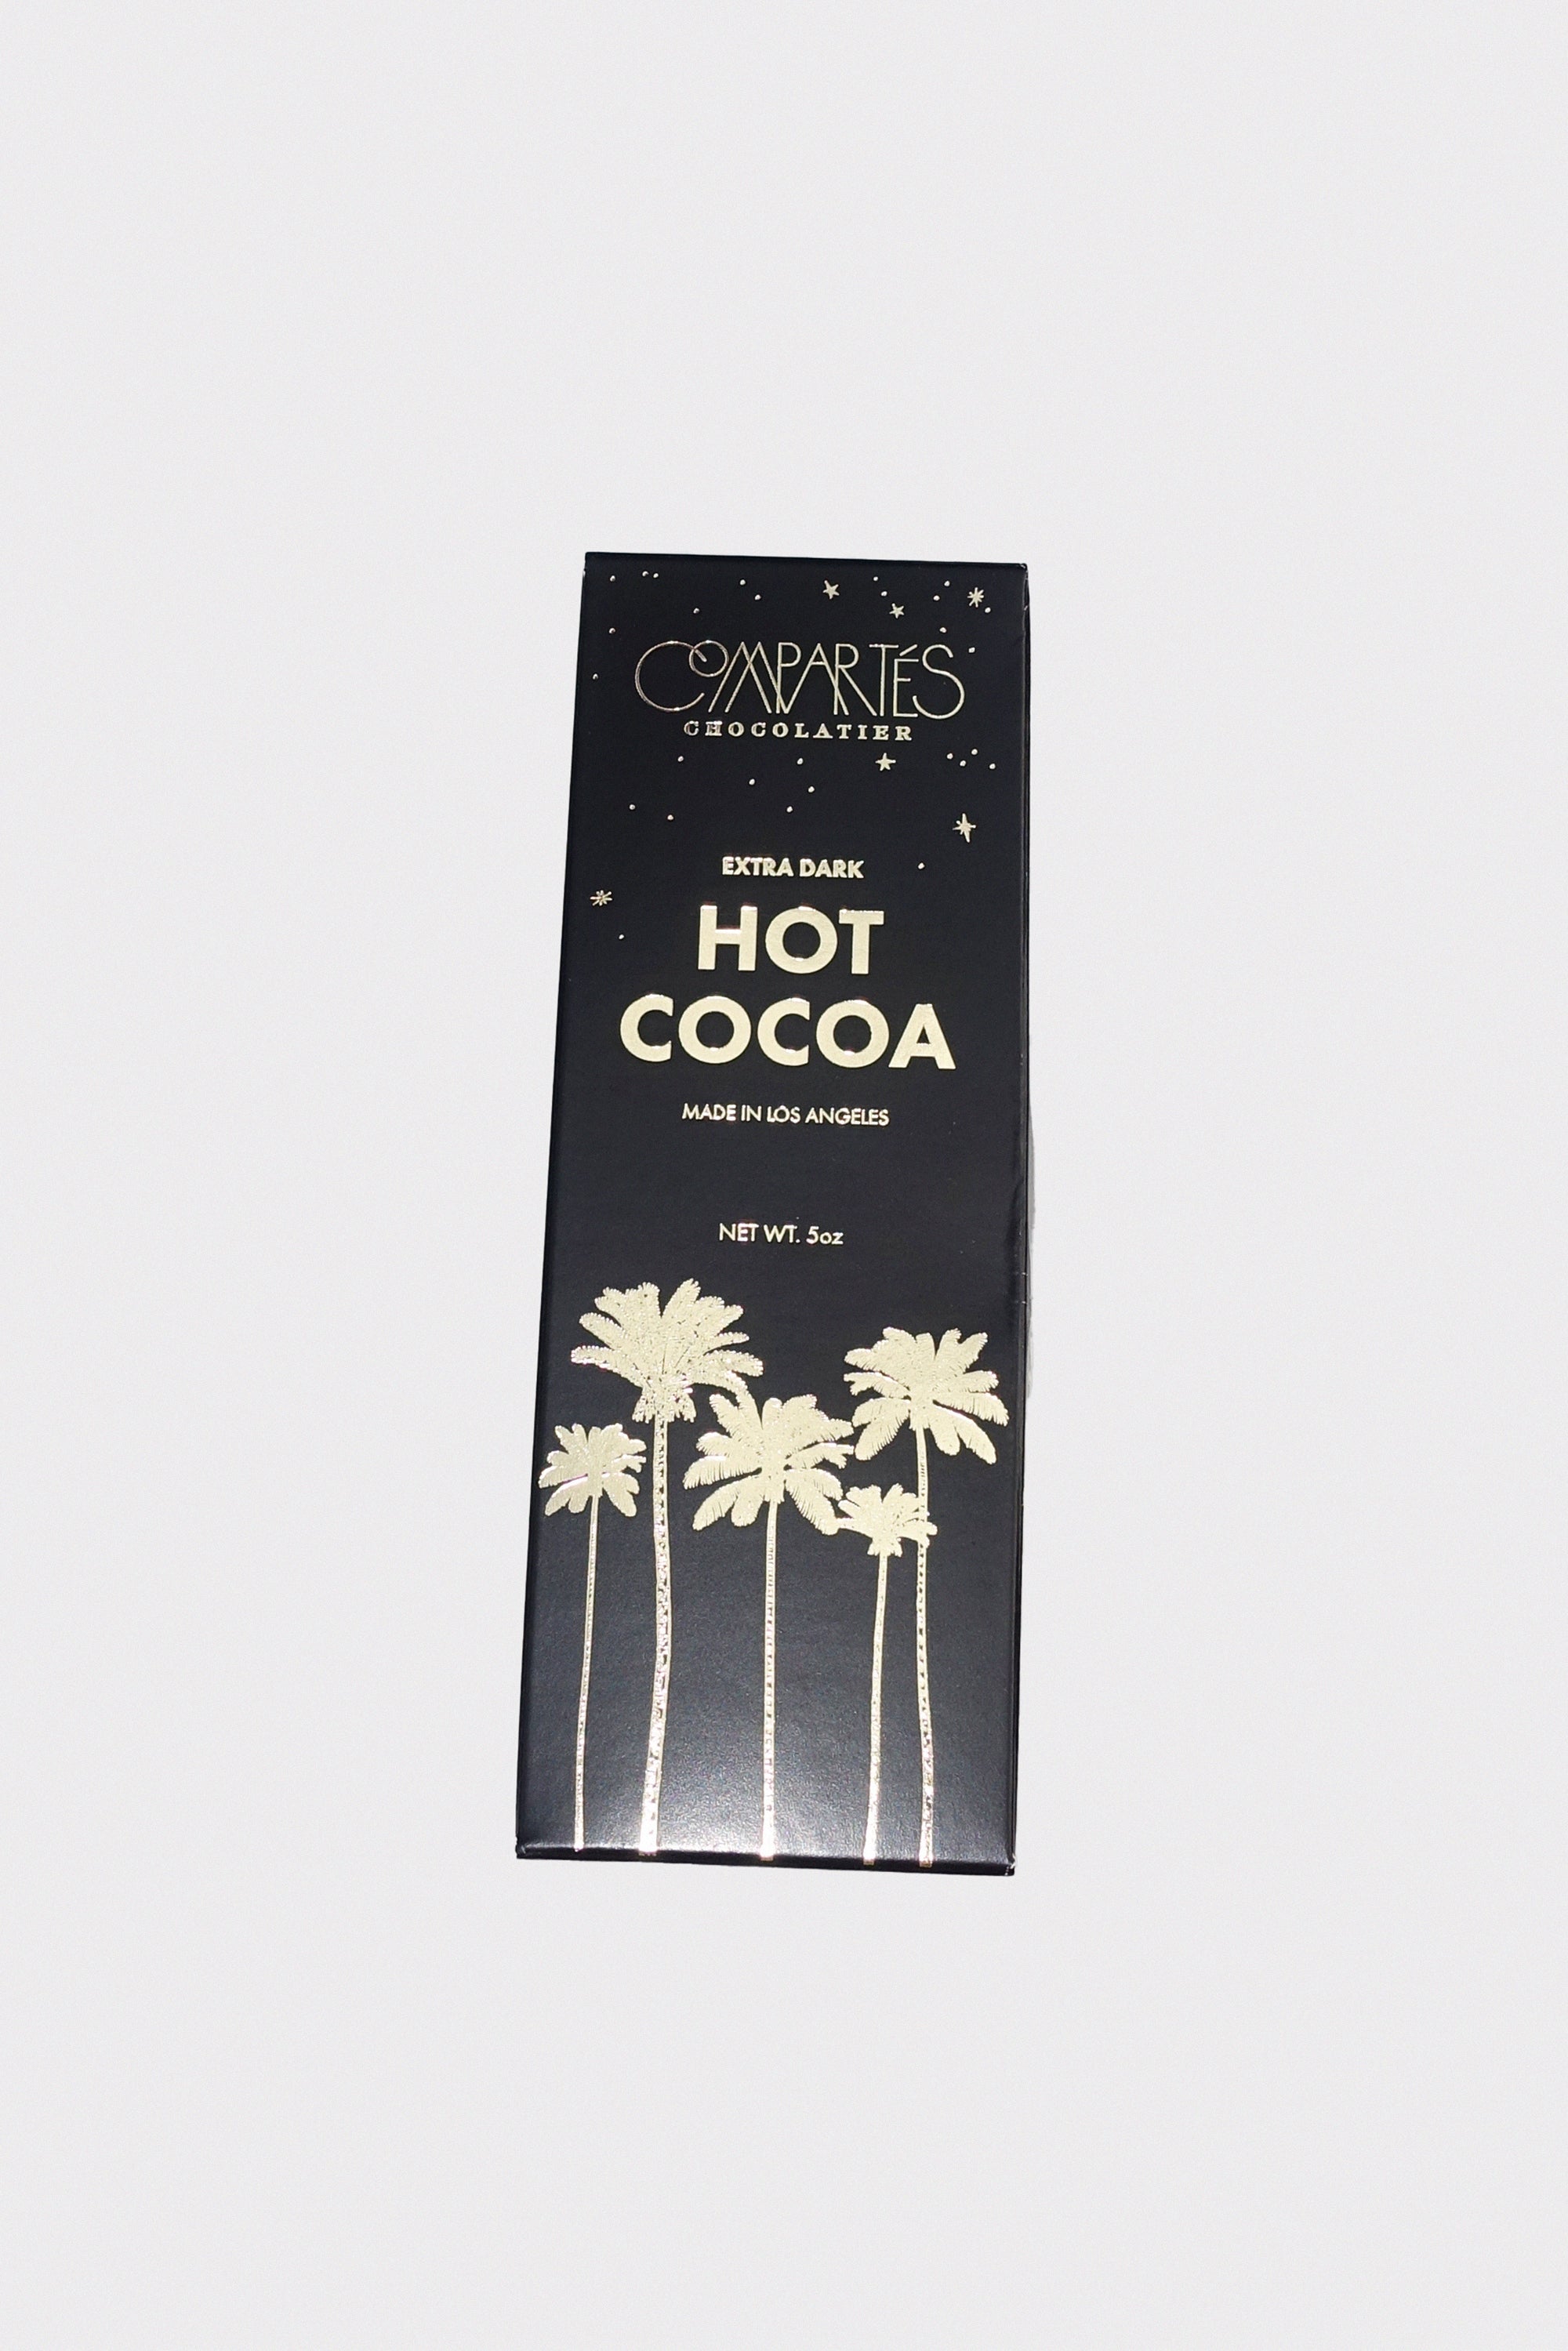 COMPARTÉS
CHOCOLATIER
EXTRA DARK
HOT
COCOA
MADE IN LOS ANGELES
NET WT. 5oz